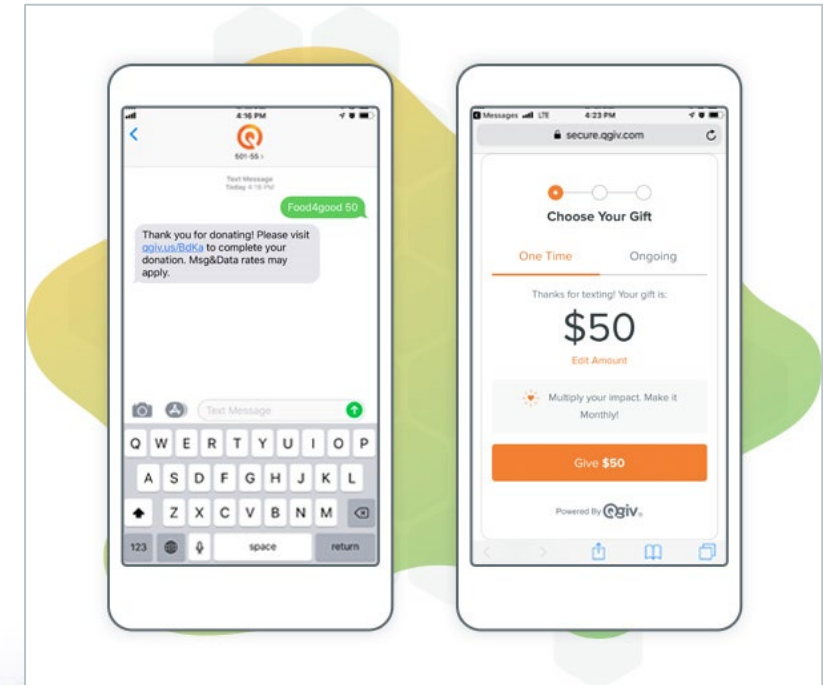 4:16 PM
501-55 >
Text Message
Today 4:16 PM
Food4good 50
Thank you for donating! Please visit
qgiv.us/BdKa to complete your
donation. Msg&Data rates may
apply.
Text Message
Q W E R T Y U I O P
A S D F G H J K L
Z X C V B N M
123 space return
Messages LTE 4:23 PM
secure.qgiv.com
Choose Your Gift
One Time Ongoing
Thanks for texting! Your gift is:
$50
Edit Amount
Multiply your impact. Make it
Monthly!
Give $50
Powered By Qgiv